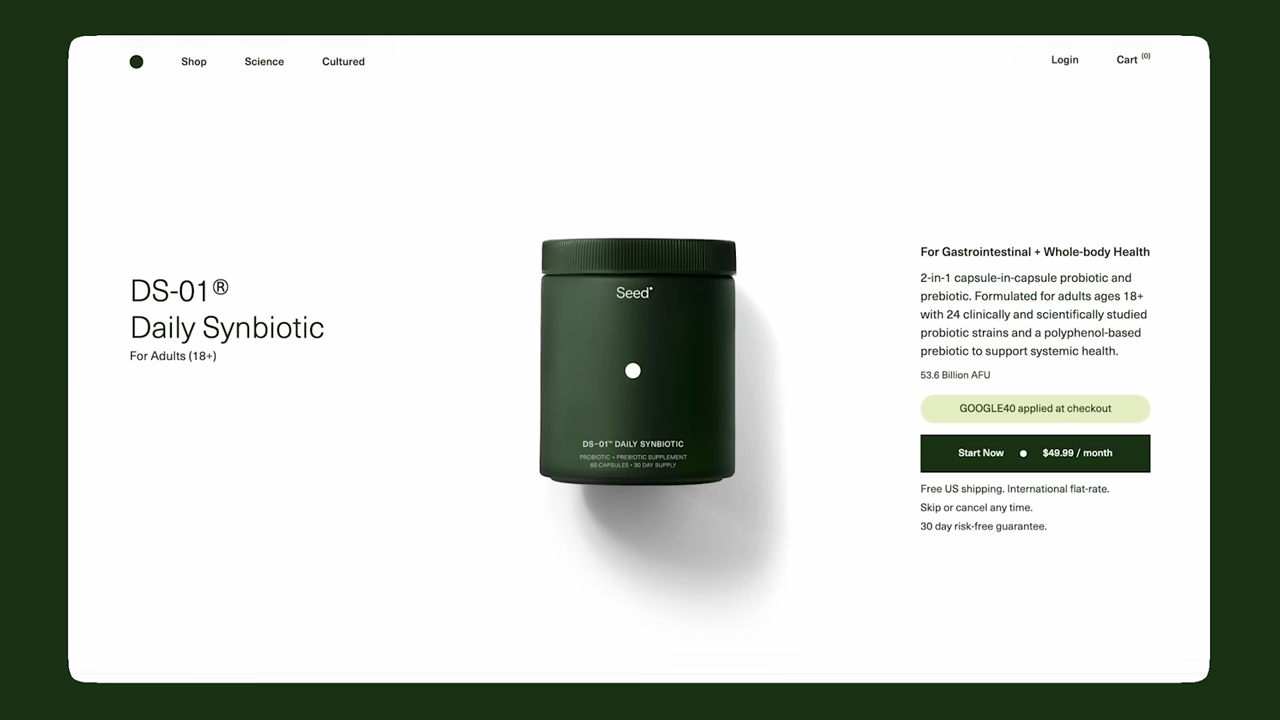 Shop
Science
Cultured
Login
Cart (0)
DS-01®
Daily Synbiotic
For Adults (18+)
Seed
DS-01™ DAILY SYNBIOTIC
PROBIOTIC + PREBIOTIC SUPPLEMENT
60 CAPSULES • 30 DAY SUPPLY
For Gastrointestinal + Whole-body Health
2-in-1 capsule-in-capsule probiotic and
prebiotic. Formulated for adults ages 18+
with 24 clinically and scientifically studied
probiotic strains and a polyphenol-based
prebiotic to support systemic health.
53.6 Billion AFU
GOOGLE40 applied at checkout
Start Now • $49.99 / month
Free US shipping. International flat-rate.
Skip or cancel any time.
30 day risk-free guarantee.